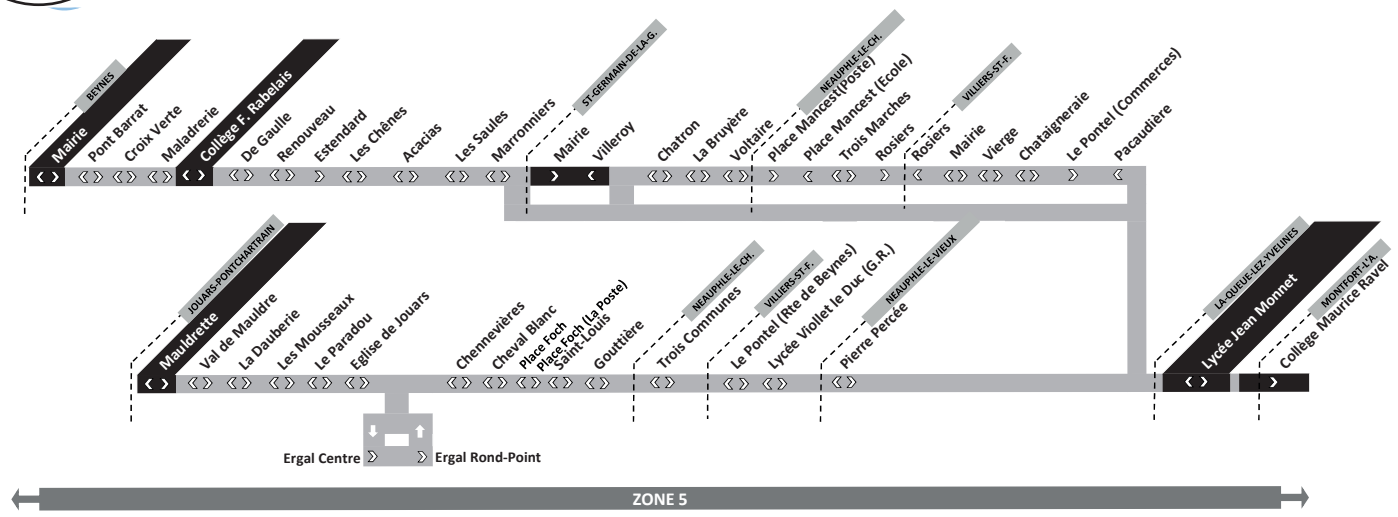 BEYNES
Mairie
Pont Barrat
Croix Verte
Maladrerie
Collège F. Rabelais
De Gaulle
Renouveau
Estendard
Les Chênes
Acacias
Les Saules
Marronniers
ST-GERMAIN-DE-LA-G.
Mairie
Villeroy
Chatron
La Bruyère
Voltaire
NEAUPHLE-LE-CH.
Place Mancest(Poste)
Place Mancest (Ecole)
Trois Marches
Rosiers
VILLIERS-ST-F.
Rosiers
Mairie
Vierge
Chataigneraie
Le Pontel (Commerces)
Pacaudière
JOUARS-PONTCHARTRAIN
Mauldrette
Val de Mauldre
La Dauberie
Les Mousseaux
Le Paradou
Eglise de Jouars
Chennevières
Cheval Blanc
Place Foch
Place Foch (La Poste)
Saint-Louis
Gouttière
NEAUPHLE-LE-CH.
Trois Communes
VILLIERS-ST-F.
Le Pontel (Rte de Beynes)
Lycée Viollet le Duc (G.R.)
NEAUPHLE-LE-VIEUX
Pierre Percée
LA-QUEUE-LEZ-YVELINES
Lycée Jean Monnet
MONTFORT-L'A.
Collège Maurice Ravel
Ergal Centre
Ergal Rond-Point
ZONE 5